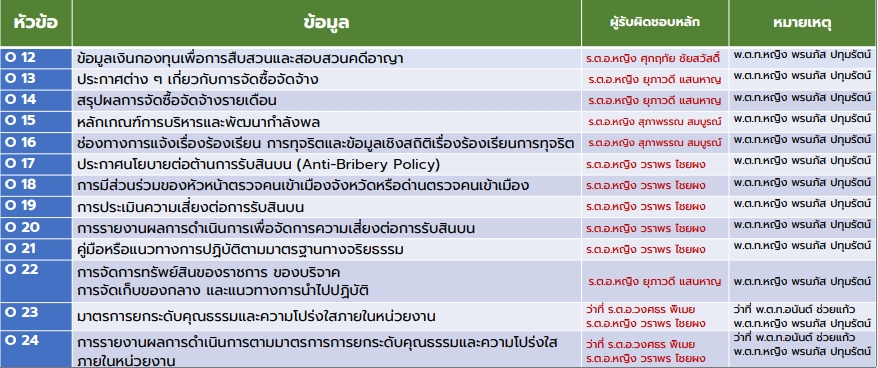 หัวข้อ ข้อมูล ผู้รับผิดชอบหลัก หมายเหตุ
O 12 ข้อมูลเงินกองทุนเพื่อการสืบสวนและสอบสวนคดีอาญา ร.ต.อ.หญิง ศุกฤทัย ชัยสวัสดิ์ พ.ต.ท.หญิง พรนภัส ปทุมรัตน์
O 13 ประกาศต่าง ๆ เกี่ยวกับการจัดซื้อจัดจ้าง ร.ต.อ.หญิง ยุภาวดี แสนหาญ พ.ต.ท.หญิง พรนภัส ปทุมรัตน์
O 14 สรุปผลการจัดซื้อจัดจ้างรายเดือน ร.ต.อ.หญิง ยุภาวดี แสนหาญ พ.ต.ท.หญิง พรนภัส ปทุมรัตน์
O 15 หลักเกณฑ์การบริหารและพัฒนากำลังพล ร.ต.อ.หญิง สุภาพรรณ สมบูรณ์ พ.ต.ท.หญิง พรนภัส ปทุมรัตน์
O 16 ช่องทางการแจ้งเรื่องร้องเรียน การทุจริตและข้อมูลเชิงสถิติเรื่องร้องเรียนการทุจริต ร.ต.อ.หญิง สุภาพรรณ สมบูรณ์ พ.ต.ท.หญิง พรนภัส ปทุมรัตน์
O 17 ประกาศนโยบายต่อต้านการรับสินบน (Anti-Bribery Policy) ร.ต.อ.หญิง วราพร ไชยผง พ.ต.ท.หญิง พรนภัส ปทุมรัตน์
O 18 การมีส่วนร่วมของหัวหน้าตรวจคนเข้าเมืองจังหวัดหรือด่านตรวจคนเข้าเมือง ร.ต.อ.หญิง วราพร ไชยผง พ.ต.ท.หญิง พรนภัส ปทุมรัตน์
O 19 การประเมินความเสี่ยงต่อการรับสินบน ร.ต.อ.หญิง วราพร ไชยผง พ.ต.ท.หญิง พรนภัส ปทุมรัตน์
O 20 การรายงานผลการดำเนินการเพื่อจัดการความเสี่ยงต่อการรับสินบน ร.ต.อ.หญิง วราพร ไชยผง พ.ต.ท.หญิง พรนภัส ปทุมรัตน์
O 21 คู่มือหรือแนวทางการปฏิบัติตามมาตรฐานทางจริยธรรม ร.ต.อ.หญิง วราพร ไชยผง พ.ต.ท.หญิง พรนภัส ปทุมรัตน์
O 22 การจัดการทรัพย์สินของราชการ ของบริจาค
การจัดเก็บของกลาง และแนวทางการนำไปปฏิบัติ ร.ต.อ.หญิง ยุภาวดี แสนหาญ พ.ต.ท.หญิง พรนภัส ปทุมรัตน์
O 23 มาตรการยกระดับคุณธรรมและความโปร่งใสภายในหน่วยงาน ว่าที่ ร.ต.อ.วงศธร พิเมย ว่าที่ พ.ต.ท.อนันต์ ช่วยแก้ว
ร.ต.อ.หญิง วราพร ไชยผง พ.ต.ท.หญิง พรนภัส ปทุมรัตน์
O 24 การรายงานผลการดำเนินการตามมาตรการการยกระดับคุณธรรมและความโปร่งใส ว่าที่ ร.ต.อ.วงศธร พิเมย ว่าที่ พ.ต.ท.อนันต์ ช่วยแก้ว
ภายในหน่วยงาน ร.ต.อ.หญิง วราพร ไชยผง พ.ต.ท.หญิง พรนภัส ปทุมรัตน์